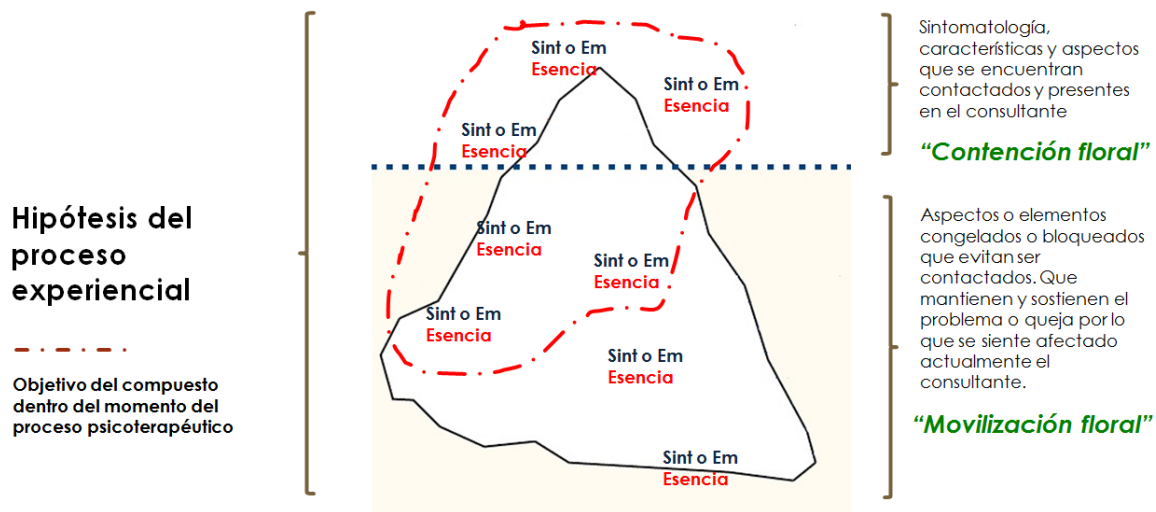 Hipótesis del
proceso
experiencial
Objetivo del compuesto
dentro del momento del
proceso psicoterapéutico
Sint o Em
Esencia
Sint o Em
Esencia
Sint o Em
Esencia
Sint o Em
Esencia
Sint o Em
Esencia
Sint o Em
Esencia
Sint o Em
Esencia
Sint o Em
Esencia
Sintomatología,
características y aspectos
que se encuentran
contactados y presentes
en el consultante
“Contención floral”
Aspectos o elementos
congelados o bloqueados
que evitan ser
contactados. Que
mantienen y sostienen el
problema o queja por lo
que se siente afectado
actualmente el
consultante.
“Movilización floral”